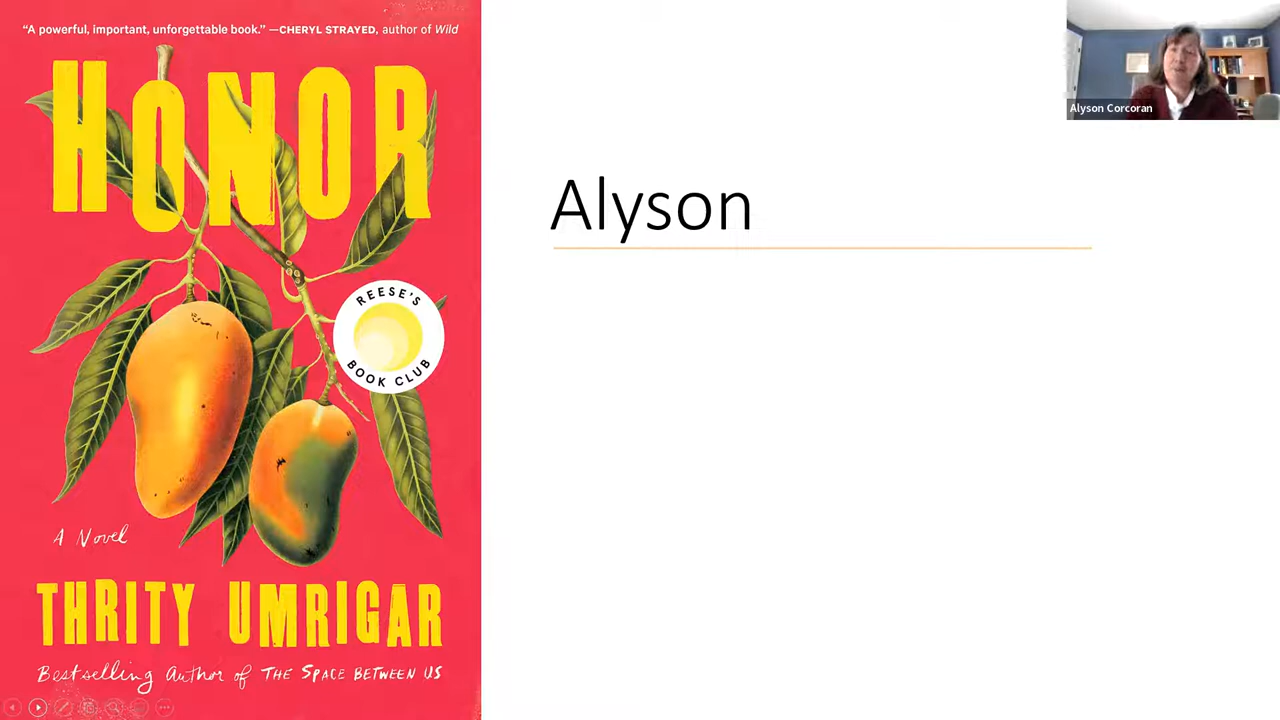 “A powerful, important, unforgettable book.” —CHERYL STRAYED, author of Wild
HONOR
REESE'S
BOOK CLUB
A Novel
THRITY UMRIGAR
Bestselling Author of THE SPACE BETWEEN US
Alyson
Alyson Corcoran